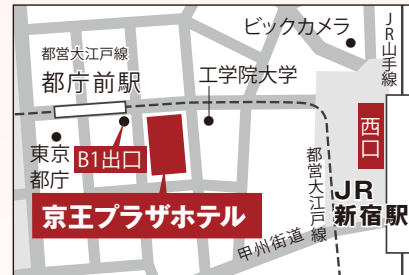 ビックカメラ
JR山手線
都営大江戸線
都庁前駅
工学院大学
西口
東京
都庁
B1出口
都営大江戸線
JR
新宿駅
京王プラザホテル
甲州街道